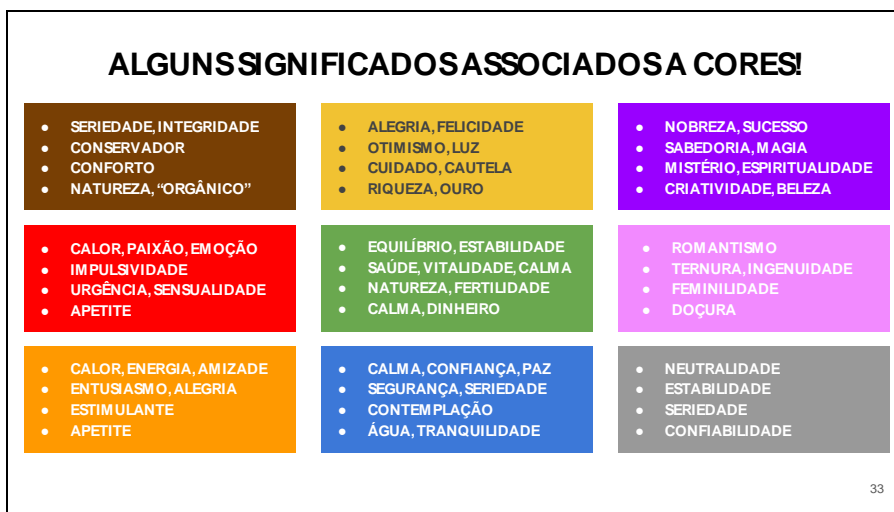 ALGUNS SIGNIFICADOS ASSOCIADOS A CORES!
● SERIEDADE, INTEGRIDADE
● CONSERVADOR
● CONFORTO
● NATUREZA, “ORGÂNICO”
● ALEGRIA, FELICIDADE
● OTIMISMO, LUZ
● CUIDADO, CAUTELA
● RIQUEZA, OURO
● NOBREZA, SUCESSO
● SABEDORIA, MAGIA
● MISTÉRIO, ESPIRITUALIDADE
● CRIATIVIDADE, BELEZA
● CALOR, PAIXÃO, EMOÇÃO
● IMPULSIVIDADE
● URGÊNCIA, SENSUALIDADE
● APETITE
● EQUILÍBRIO, ESTABILIDADE
● SAÚDE, VITALIDADE, CALMA
● NATUREZA, FERTILIDADE
● CALMA, DINHEIRO
● ROMANTISMO
● TERNURA, INGENUIDADE
● FEMINILIDADE
● DOÇURA
● CALOR, ENERGIA, AMIZADE
● ENTUSIASMO, ALEGRIA
● ESTIMULANTE
● APETITE
● CALMA, CONFIANÇA, PAZ
● SEGURANÇA, SERIEDADE
● CONTEMPLAÇÃO
● ÁGUA, TRANQUILIDADE
● NEUTRALIDADE
● ESTABILIDADE
● SERIEDADE
● CONFIABILIDADE
33